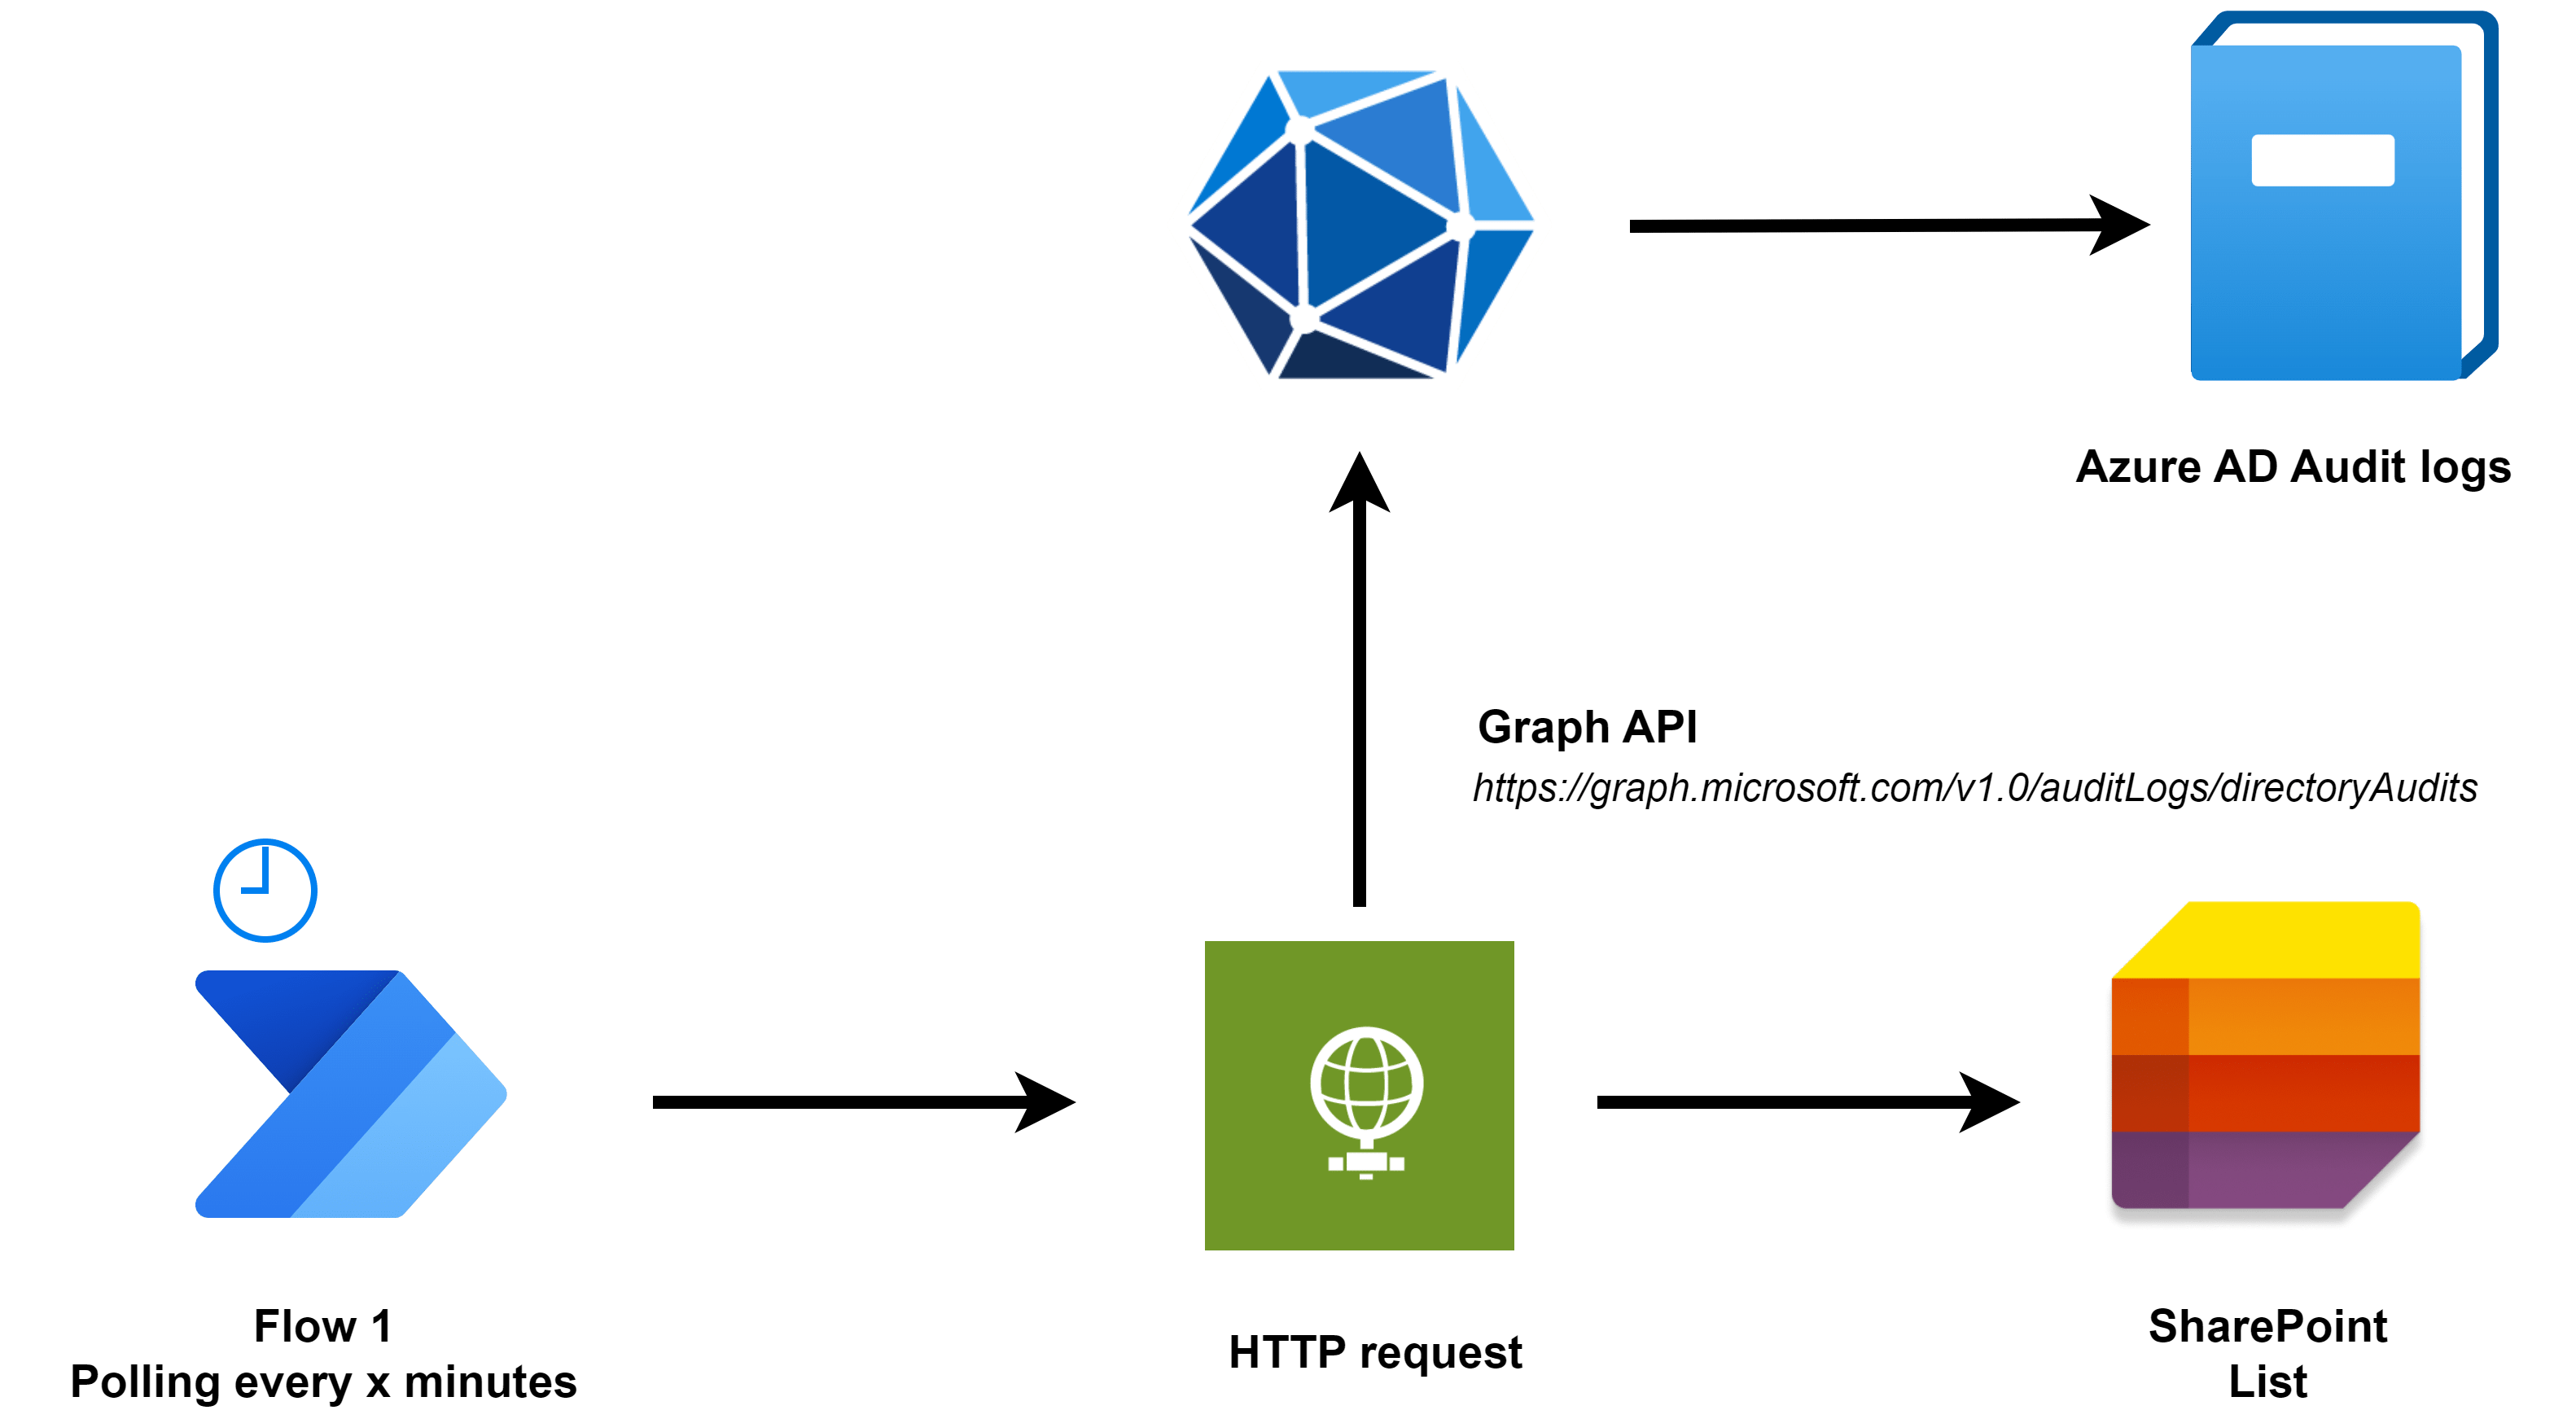 Azure AD Audit logs
Graph API
https://graph.microsoft.com/v1.0/auditLogs/directoryAudits
Flow 1
Polling every x minutes
HTTP request
SharePoint
List